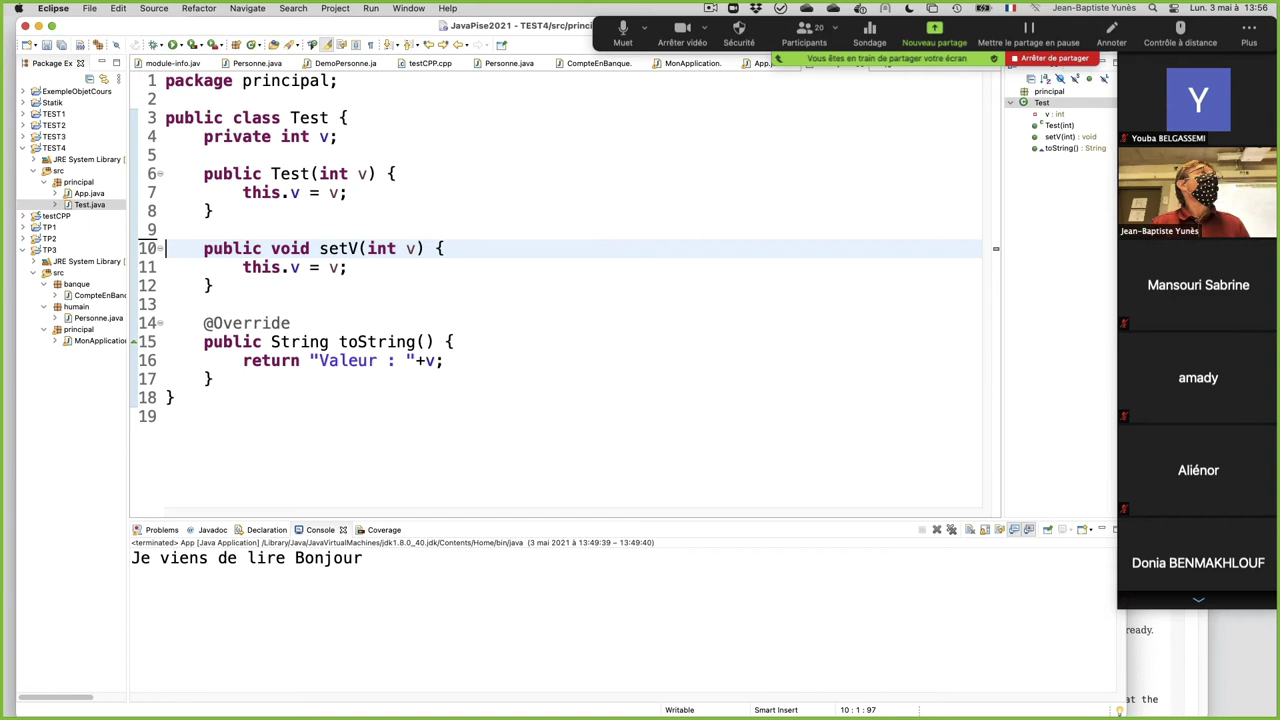 Eclipse File Edit Source Refactor Navigate Search Project Run Window Help Jean-Baptiste Yunès Lun. 3 mai à 13:56
JavaPise2021 - TEST4/src/princi
Muet Arrêter vidéo Sécurité Participants 20 Sondage Nouveau partage Mettre le partage en pause Annoter Contrôle à distance Plus
Vous êtes en train de partager votre écran Arrêter de partager
Package Ex
module-info.jav Personne.java DemoPersonne.ja testCPP.cpp Personne.java CompteEnBanque. MonApplication. App.j
ExempleObjetCours
Statik
TEST1
TEST2
TEST3
TEST4
JRE System Library
src
principal
App.java
Test.java
testCPP
TP1
TP2
TP3
JRE System Library
src
banque
CompteEnBanq
humain
Personne.java
principal
MonApplication
1 package principal;
2
3 public class Test {
4 private int v;
5
6 public Test(int v) {
7 this.v = v;
8 }
9
10 public void setV(int v) {
11 this.v = v;
12 }
13
14 @Override
15 public String toString() {
16 return "Valeur : "+v;
17 }
18 }
19
principal
Test
v : int
Test(int)
setV(int) : void
toString() : String
Y
Youba BELGASSEMI
Jean-Baptiste Yunès
Mansouri Sabrine
amady
Aliénor
Donia BENMAKHLOUF
Problems Javadoc Declaration Console Coverage
<terminated> App [Java Application] /Library/Java/JavaVirtualMachines/jdk1.8.0_40.jdk/Contents/Home/bin/java (3 mai 2021 à 13:49:39 – 13:49:40)
Je viens de lire Bonjour
ready.
at the
Writable Smart Insert 10 : 1 : 97